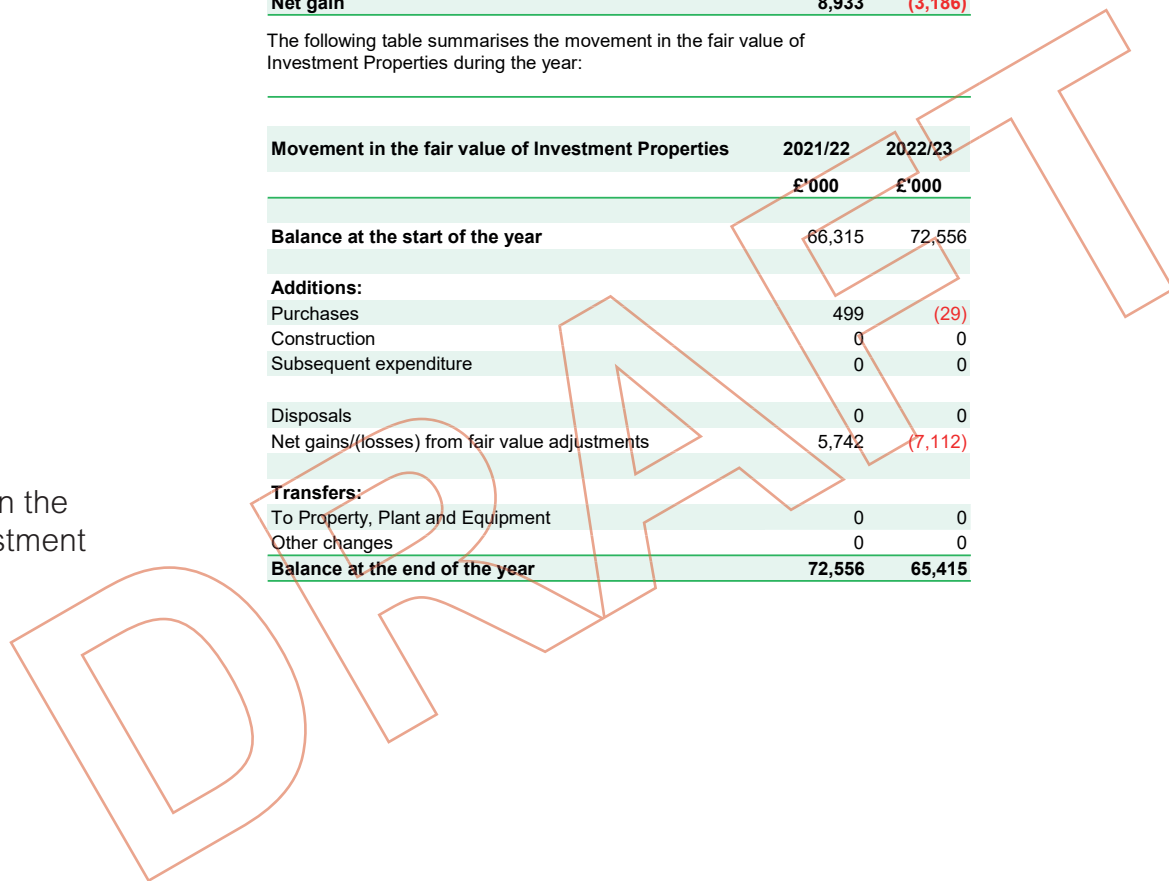 Net gain 8,933 (3,186)
The following table summarises the movement in the fair value of
Investment Properties during the year:
Movement in the fair value of Investment Properties 2021/22 2022/23
£'000 £'000
Balance at the start of the year 66,315 72,556
Additions:
Purchases 499 (29)
Construction 0 0
Subsequent expenditure 0 0
Disposals 0 0
Net gains/(losses) from fair value adjustments 5,742 (7,112)
Transfers:
To Property, Plant and Equipment 0 0
Other changes 0 0
Balance at the end of the year 72,556 65,415
n the
stment
DRAFT